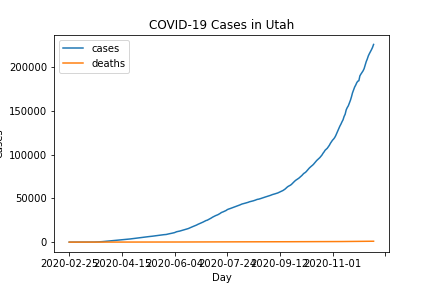 COVID-19 Cases in Utah
cases
deaths
200000
150000
100000
50000
0
cases
2020-02-25 2020-04-15 2020-06-04 2020-07-24 2020-09-12 2020-11-01
Day